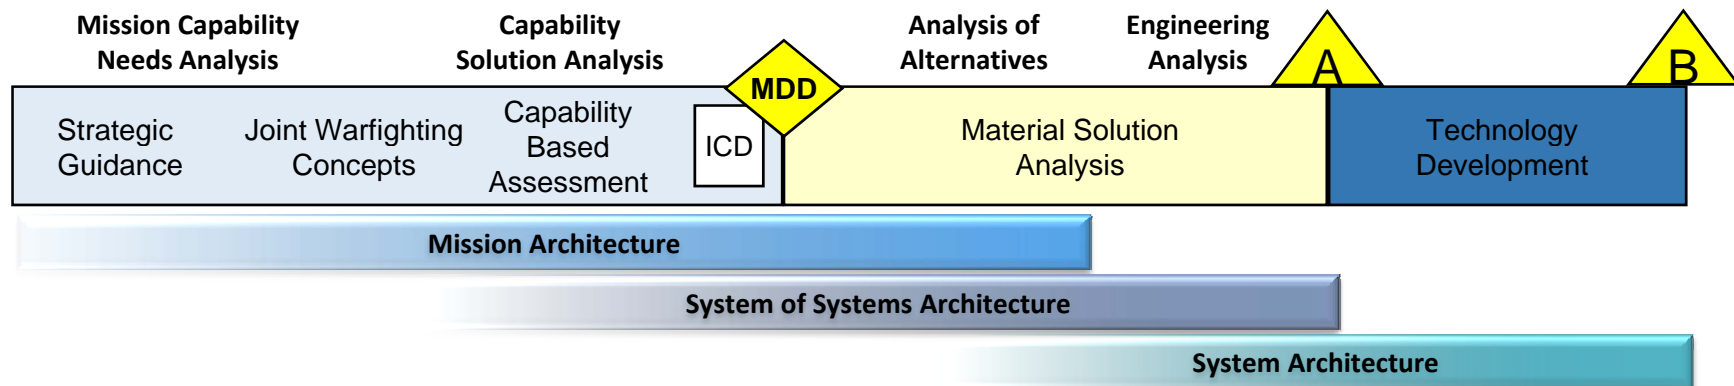 Mission Capability
Needs Analysis
Capability
Solution Analysis
Analysis of
Alternatives
Engineering
Analysis
MDD
A
B
Strategic
Guidance
Joint Warfighting
Concepts
Capability
Based
Assessment
ICD
Material Solution
Analysis
Technology
Development
Mission Architecture
System of Systems Architecture
System Architecture